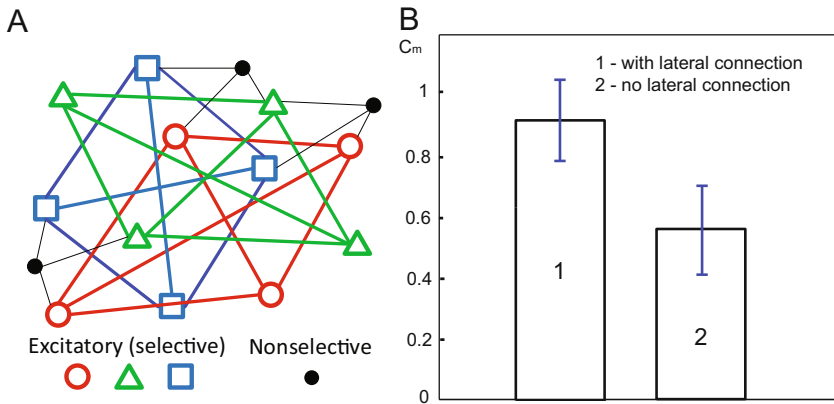 A
Excitatory (selective) Nonselective
B
Cm
1 - with lateral connection
2 - no lateral connection
1
0.8
0.6
0.4
0.2
0
1
2